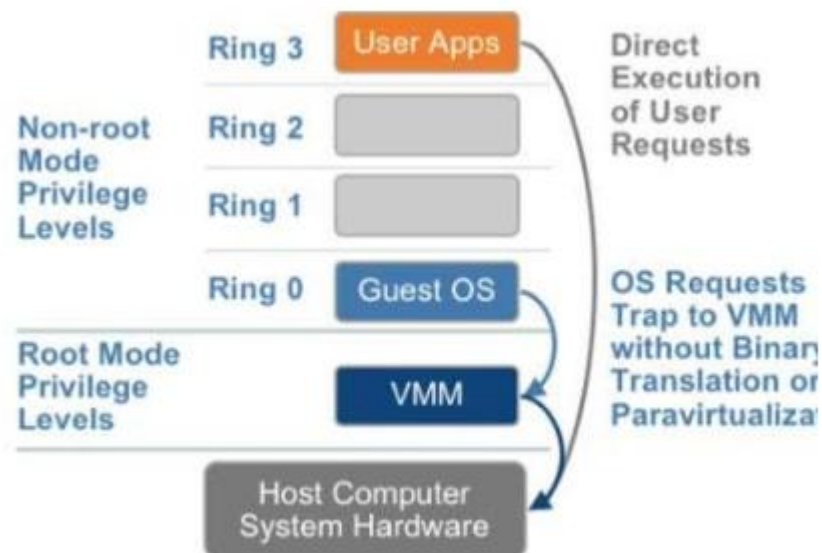 Ring 3
User Apps
Direct
Execution
of User
Requests
Non-root
Mode
Privilege
Levels
Ring 2
Ring 1
Ring 0
Guest OS
OS Requests
Trap to VMM
without Binary
Translation or
Paravirtualizat
Root Mode
Privilege
Levels
VMM
Host Computer
System Hardware